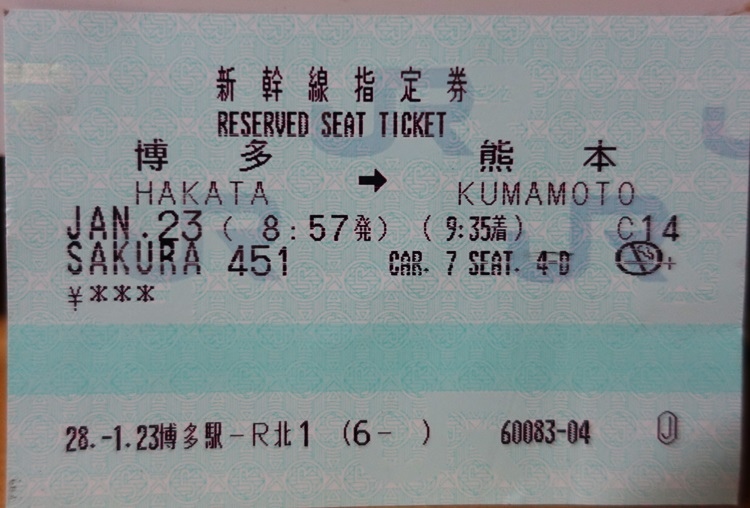 新幹線指定券
RESERVED SEAT TICKET
博多 → 熊本
HAKATA KUMAMOTO
JAN.23 ( 8:57発) ( 9:35着) C14
SAKURA 451 CAR. 7 SEAT. 4-D
¥***
28.-1.23博多駅-R北1 (6- ) 60083-04 Ⓙ